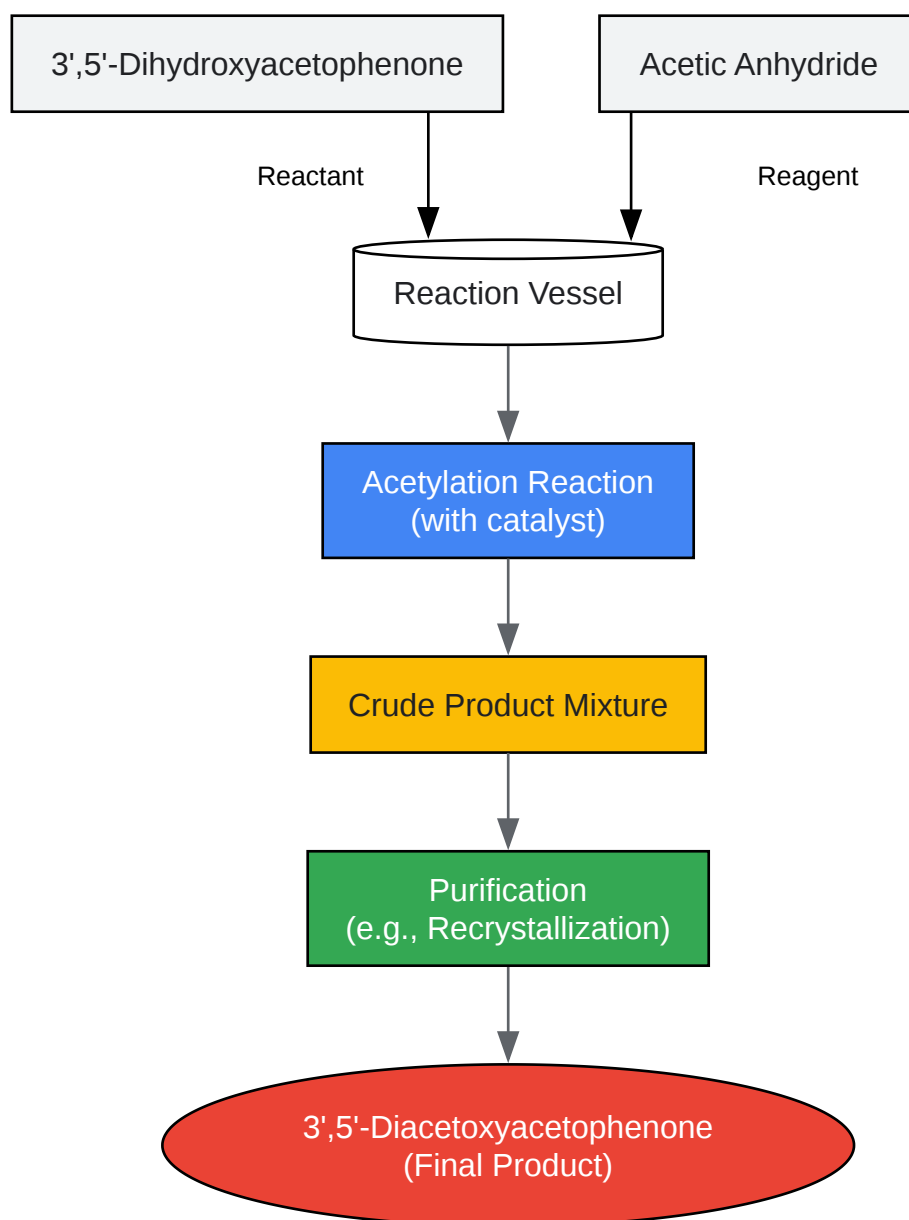 3',5'-Dihydroxyacetophenone
Acetic Anhydride
Reactant
Reagent
Reaction Vessel
Acetylation Reaction
(with catalyst)
Crude Product Mixture
Purification
(e.g., Recrystallization)
3',5'-Diacetoxyacetophenone
(Final Product)